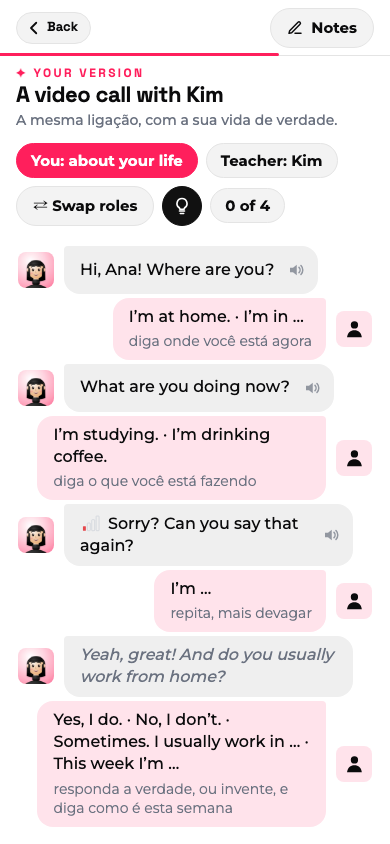 Back
Notes
✦ YOUR VERSION
A video call with Kim
A mesma ligação, com a sua vida de verdade.
You: about your life
Teacher: Kim
⇄ Swap roles
0 of 4
Hi, Ana! Where are you?
I'm at home. · I'm in ...
diga onde você está agora
What are you doing now?
I'm studying. · I'm drinking
coffee.
diga o que você está fazendo
Sorry? Can you say that
again?
I'm ...
repita, mais devagar
Yeah, great! And do you usually
work from home?
Yes, I do. · No, I don't. ·
Sometimes. I usually work in ... ·
This week I'm ...
responda a verdade, ou invente, e
diga como é esta semana